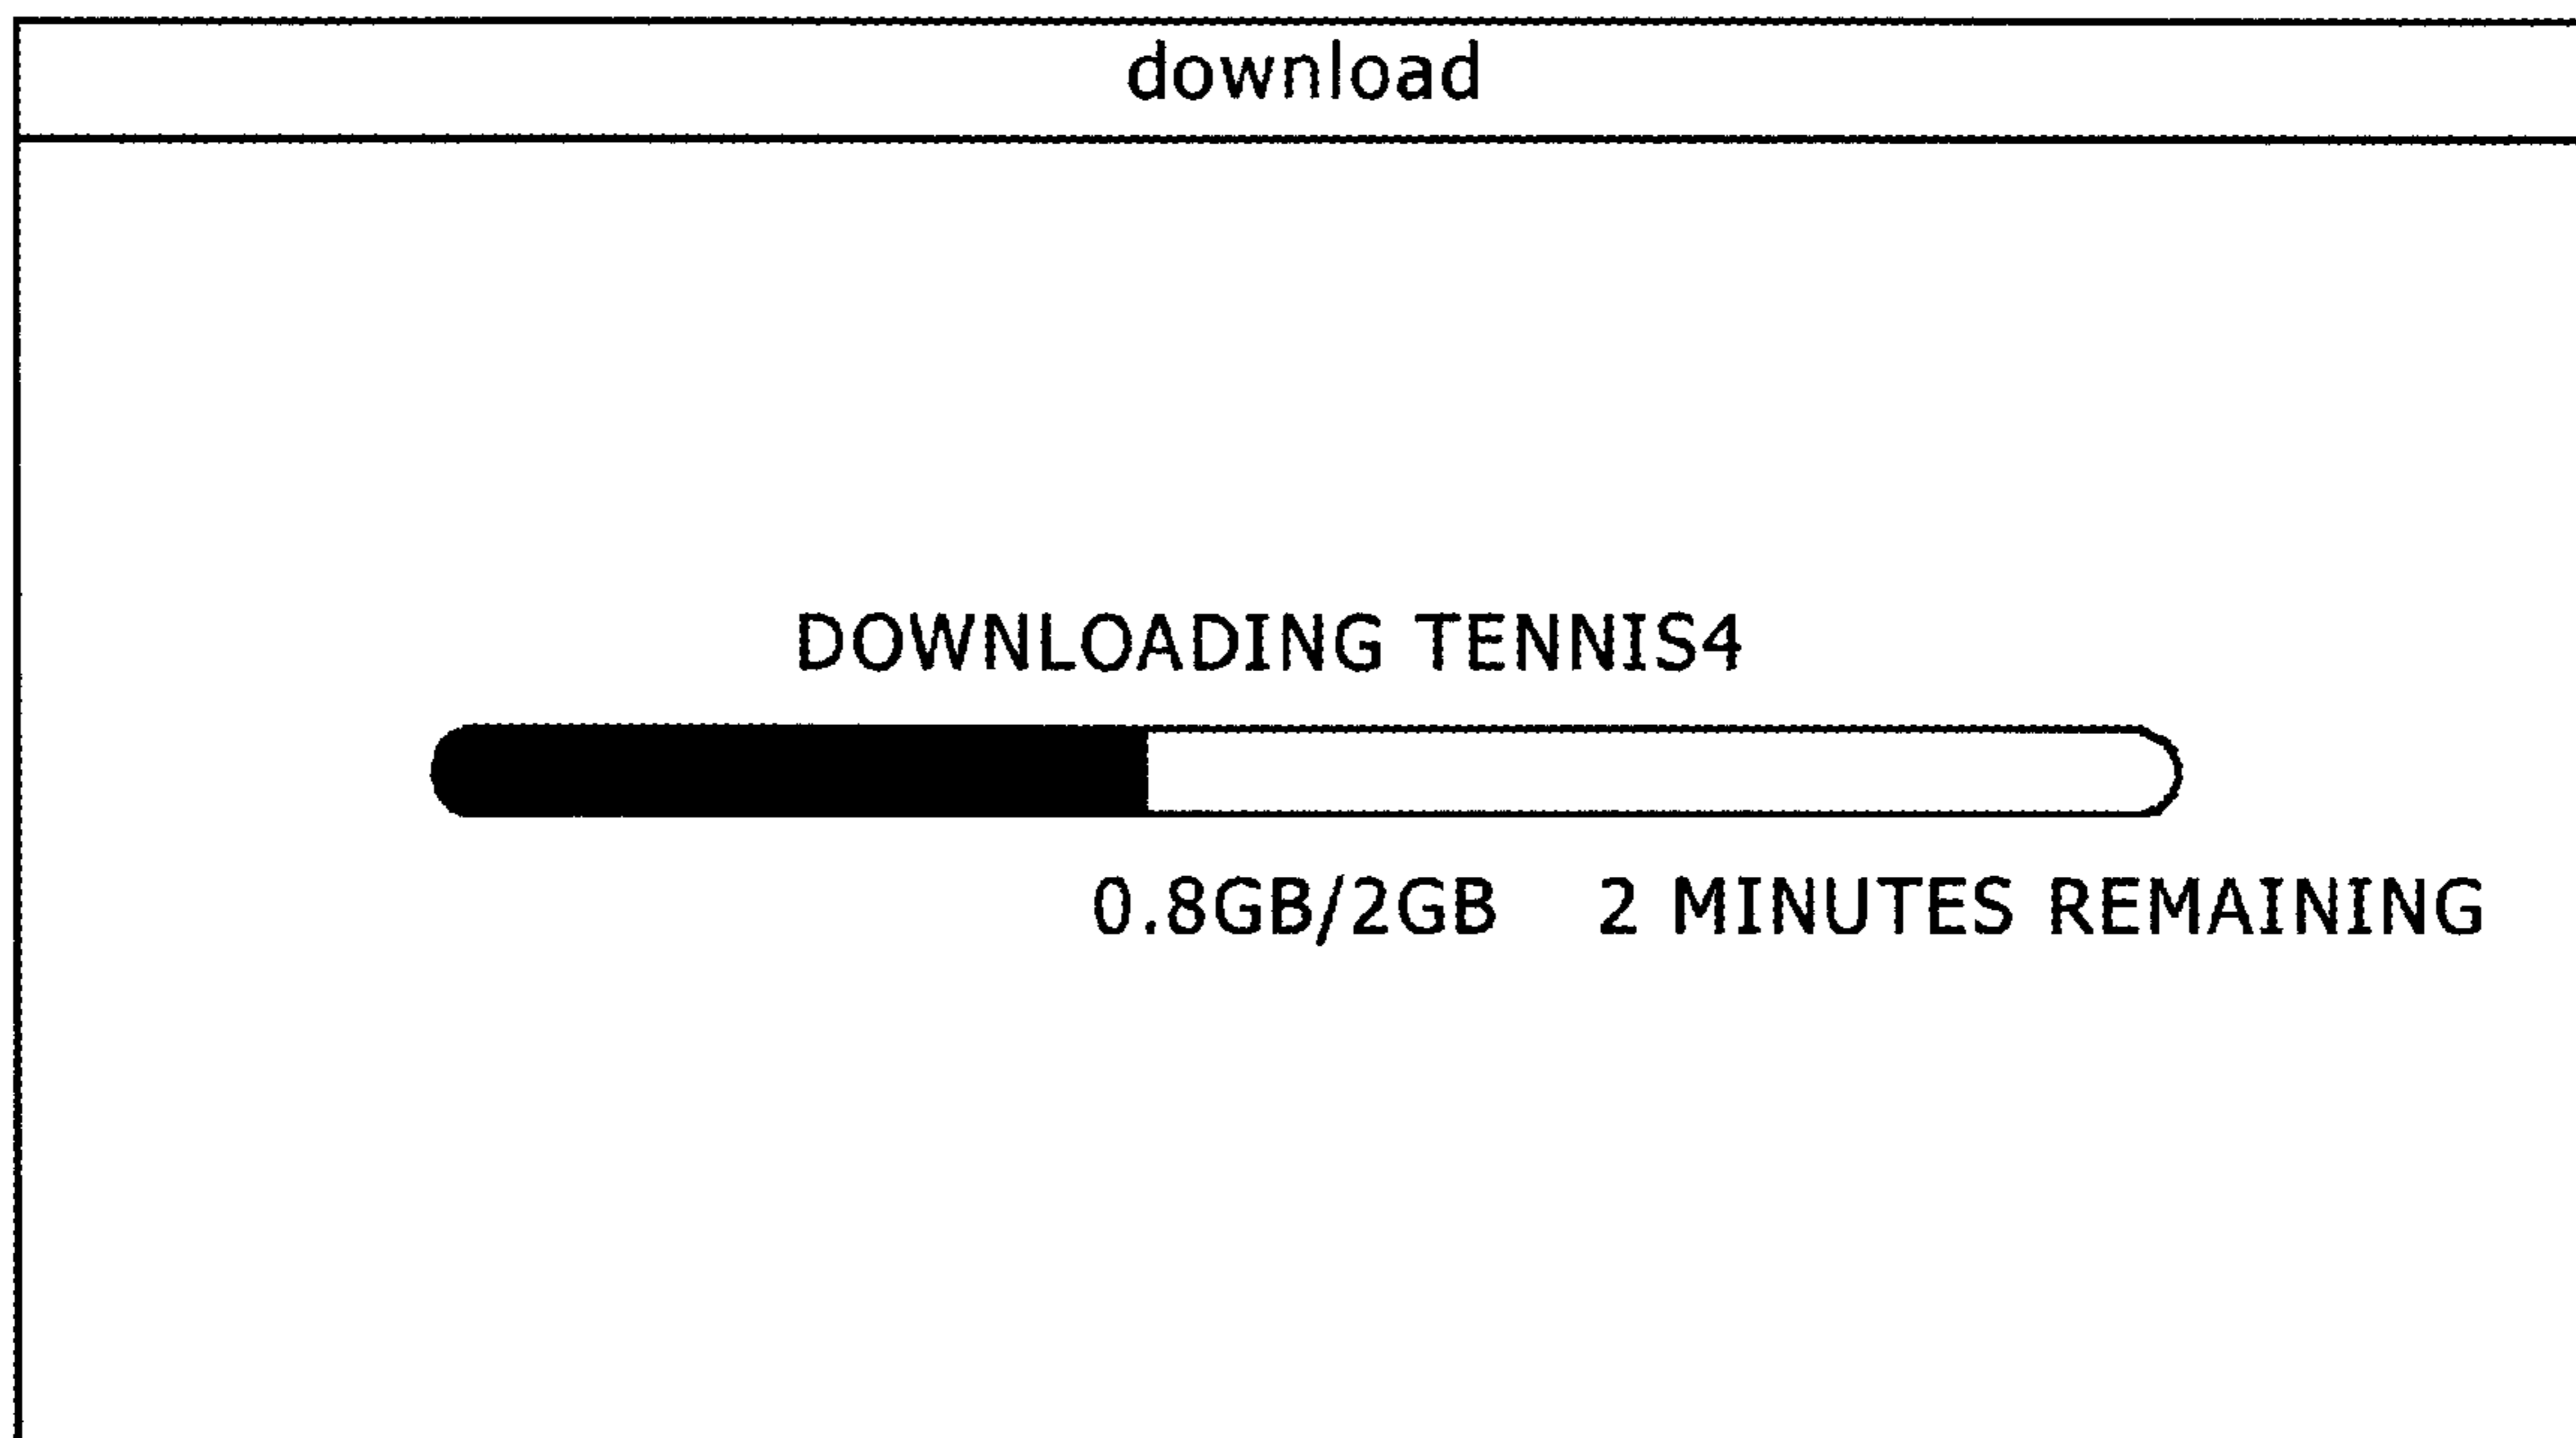 download
DOWNLOADING TENNIS4
0.8GB/2GB 2 MINUTES REMAINING